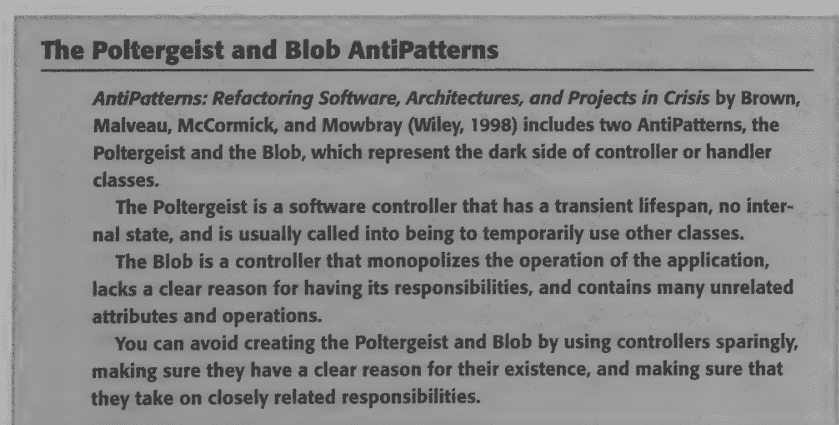 The Poltergeist and Blob AntiPatterns
AntiPatterns: Refactoring Software, Architectures, and Projects in Crisis by Brown,
Malveau, McCormick, and Mowbray (Wiley, 1998) includes two AntiPatterns, the
Poltergeist and the Blob, which represent the dark side of controller or handler
classes.
The Poltergeist is a software controller that has a transient lifespan, no inter-
nal state, and is usually called into being to temporarily use other classes.
The Blob is a controller that monopolizes the operation of the application,
lacks a clear reason for having its responsibilities, and contains many unrelated
attributes and operations.
You can avoid creating the Poltergeist and Blob by using controllers sparingly,
making sure they have a clear reason for their existence, and making sure that
they take on closely related responsibilities.